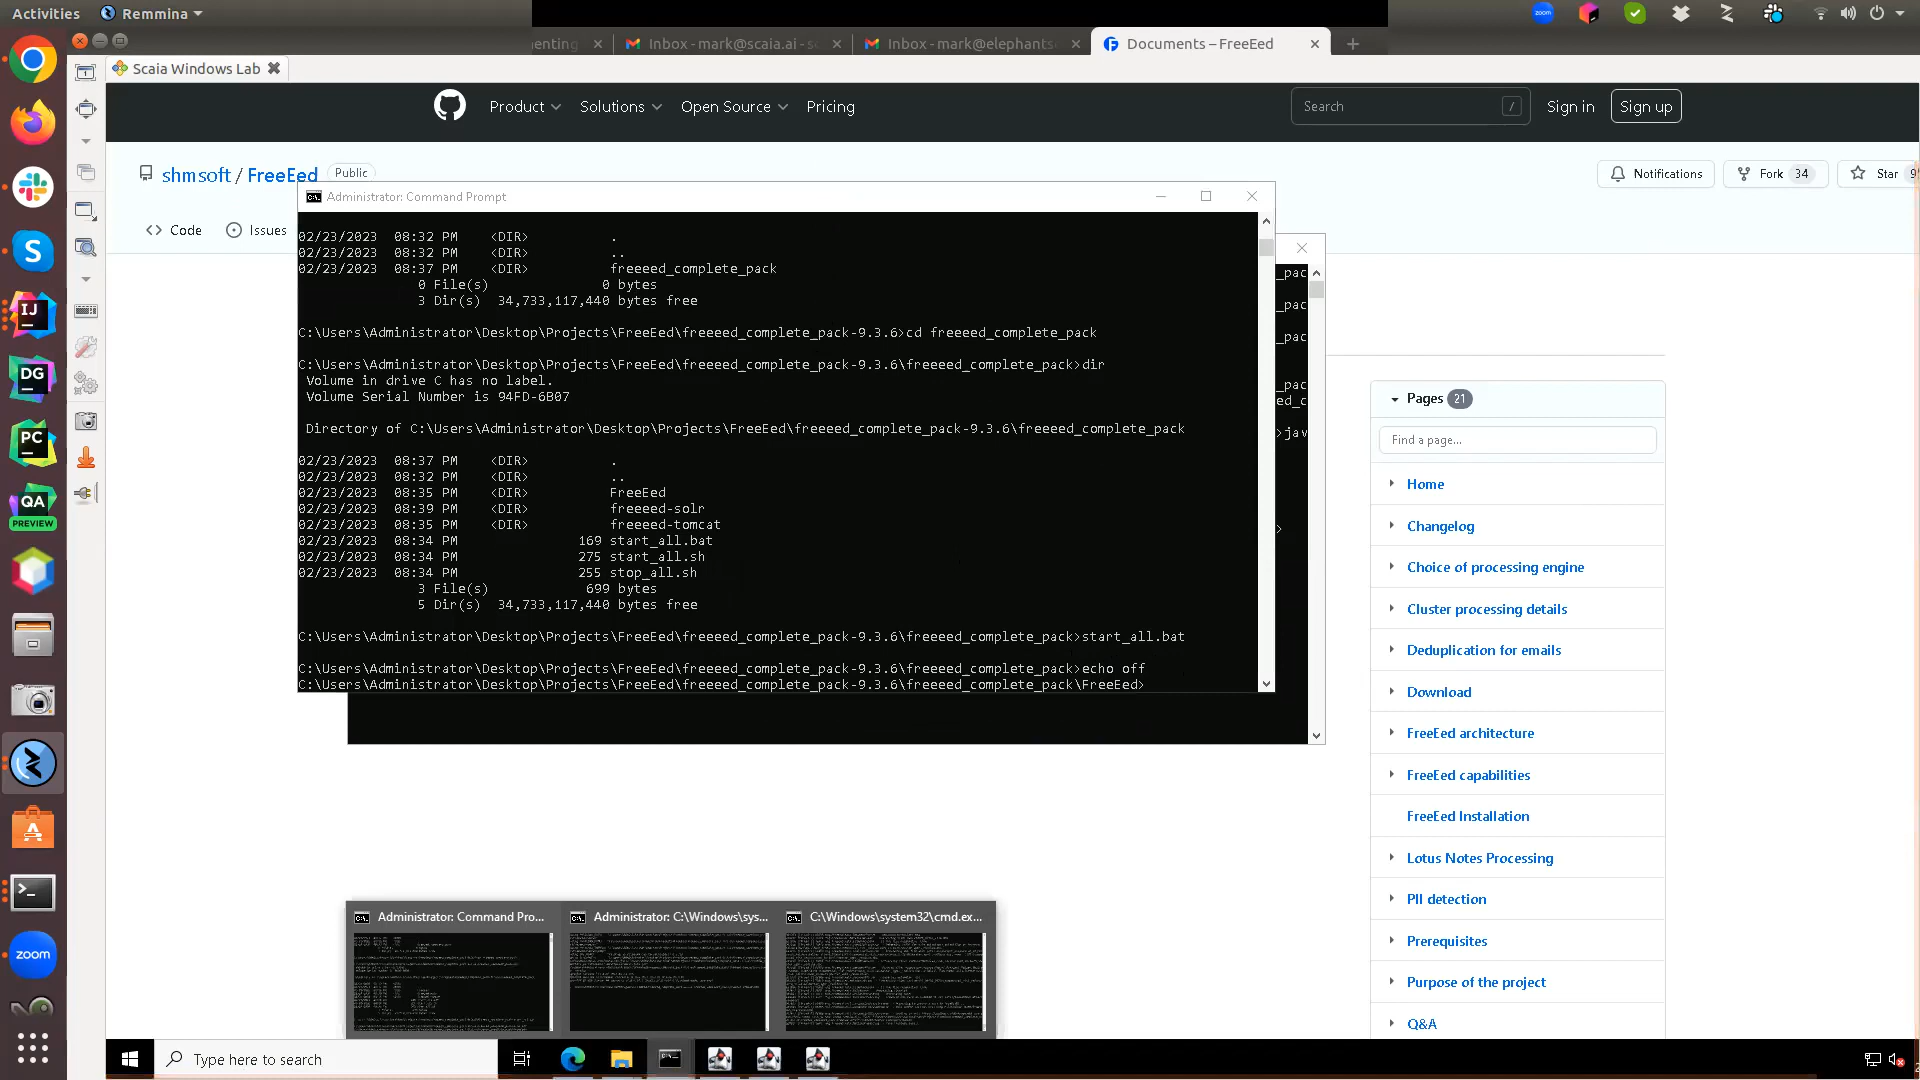 Activities
Remmina
zoom
enting
Inbox - mark@scaia.ai - sc
Inbox - mark@elephants
Documents – FreeEed
Scaia Windows Lab
Product
Solutions
Open Source
Pricing
Search
/
Sign in
Sign up
shmsoft / FreeEed
Public
Notifications
Fork 34
Star
Code
Issues
Administrator: Command Prompt
02/23/2023 08:32 PM <DIR> .
02/23/2023 08:32 PM <DIR> ..
02/23/2023 08:37 PM <DIR> freeeed_complete_pack
0 File(s) 0 bytes
3 Dir(s) 34,733,117,440 bytes free
C:\Users\Administrator\Desktop\Projects\FreeEed\freeeed_complete_pack-9.3.6>cd freeeed_complete_pack
C:\Users\Administrator\Desktop\Projects\FreeEed\freeeed_complete_pack-9.3.6\freeeed_complete_pack>dir
Volume in drive C has no label.
Volume Serial Number is 94FD-6B07
Directory of C:\Users\Administrator\Desktop\Projects\FreeEed\freeeed_complete_pack-9.3.6\freeeed_complete_pack
02/23/2023 08:37 PM <DIR> .
02/23/2023 08:32 PM <DIR> ..
02/23/2023 08:35 PM <DIR> FreeEed
02/23/2023 08:39 PM <DIR> freeeed-solr
02/23/2023 08:35 PM <DIR> freeeed-tomcat
02/23/2023 08:34 PM 169 start_all.bat
02/23/2023 08:34 PM 275 start_all.sh
02/23/2023 08:34 PM 255 stop_all.sh
3 File(s) 699 bytes
5 Dir(s) 34,733,117,440 bytes free
C:\Users\Administrator\Desktop\Projects\FreeEed\freeeed_complete_pack-9.3.6\freeeed_complete_pack>start_all.bat
C:\Users\Administrator\Desktop\Projects\FreeEed\freeeed_complete_pack-9.3.6\freeeed_complete_pack>echo off
C:\Users\Administrator\Desktop\Projects\FreeEed\freeeed_complete_pack-9.3.6\freeeed_complete_pack\FreeEed>
_pac
_pac
_pac
_pac
ed_c
>jav
>
Pages 21
Find a page...
Home
Changelog
Choice of processing engine
Cluster processing details
Deduplication for emails
Download
FreeEed architecture
FreeEed capabilities
FreeEed Installation
Lotus Notes Processing
PII detection
Prerequisites
Purpose of the project
Q&A
IJ
DG
PC
QA
PREVIEW
zoom
Administrator: Command Pro...
Administrator: C:\Windows\sys...
C:\Windows\system32\cmd.ex...
Type here to search